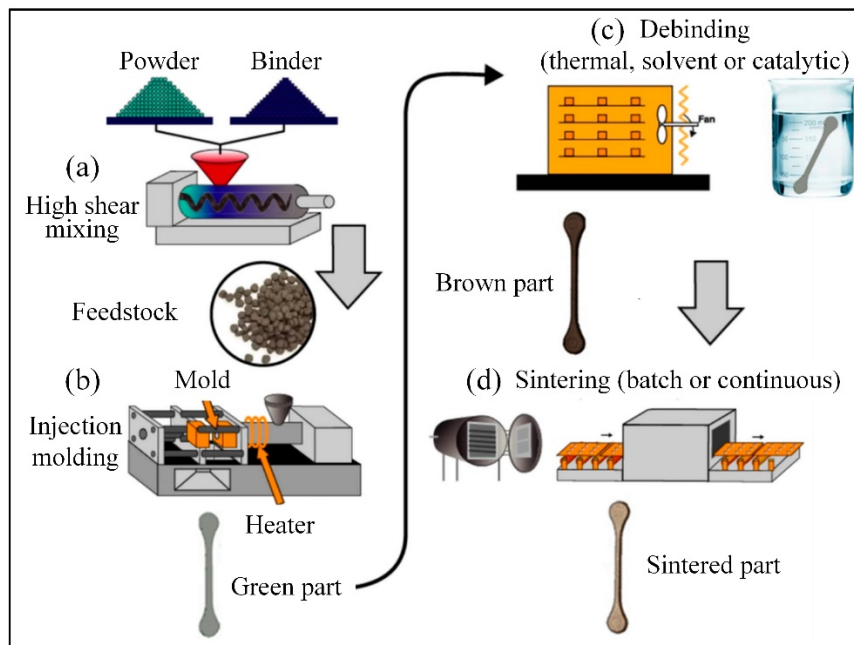 Powder
Binder
(a)
High shear
mixing
Feedstock
(b)
Mold
Injection
molding
Heater
Green part
(c) Debinding
(thermal, solvent or catalytic)
Fan
Brown part
(d) Sintering (batch or continuous)
Sintered part